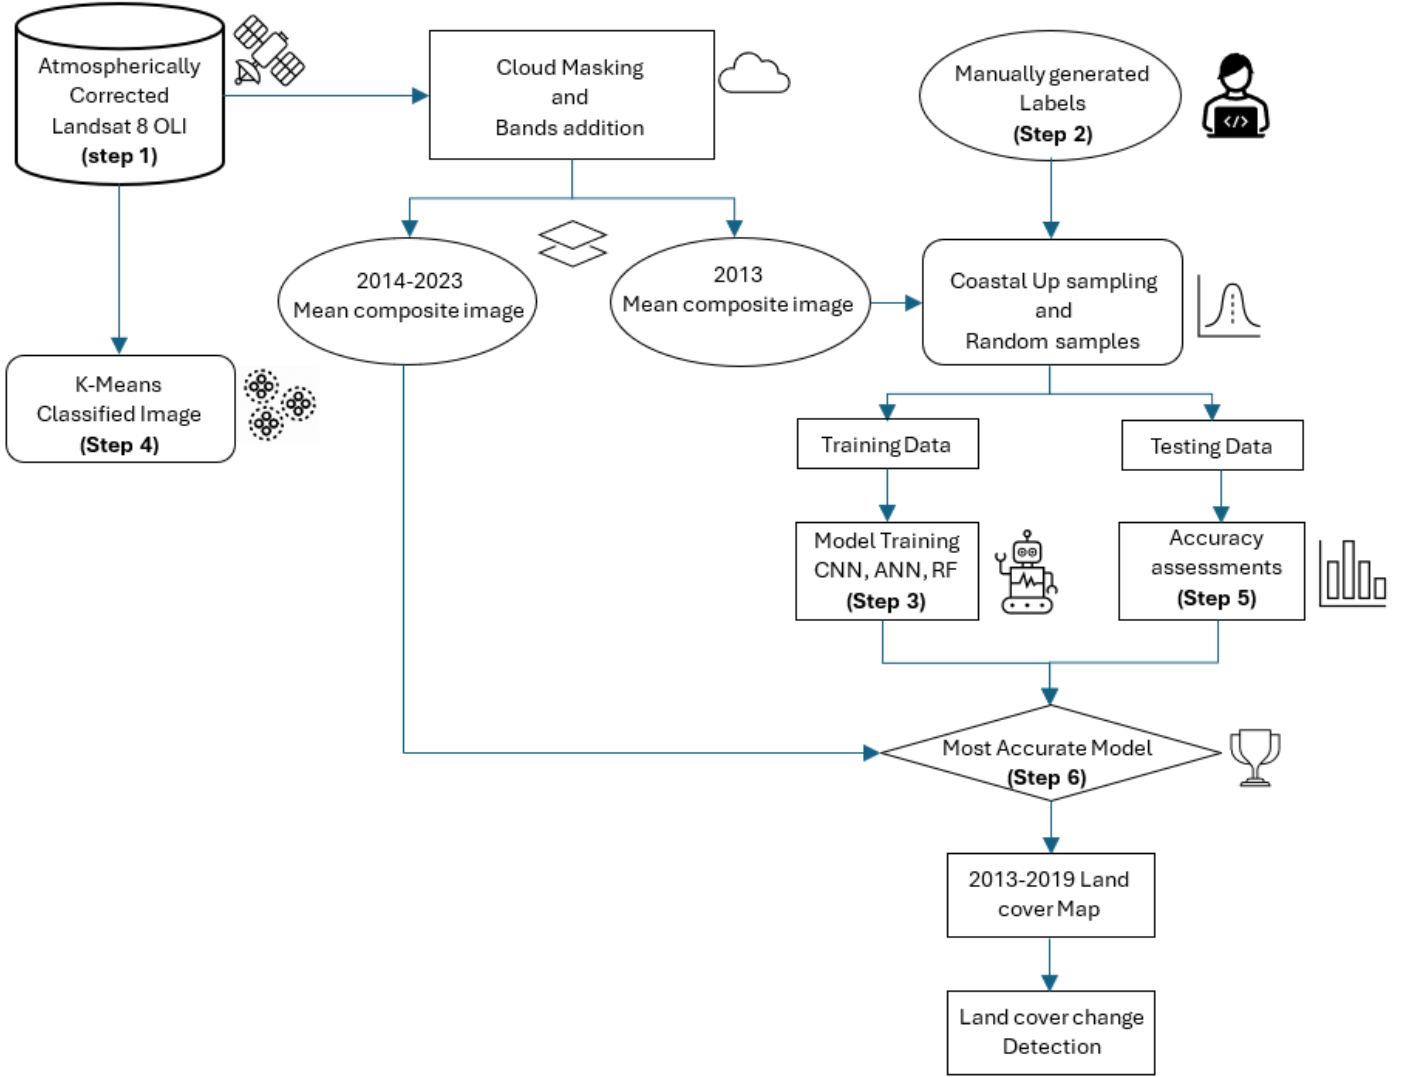 Atmospherically
Corrected
Landsat 8 OLI
(step 1)
Cloud Masking
and
Bands addition
Manually generated
Labels
(Step 2)
</>
2014-2023
Mean composite image
2013
Mean composite image
Coastal Up sampling
and
Random samples
K-Means
Classified Image
(Step 4)
Training Data
Testing Data
Model Training
CNN, ANN, RF
(Step 3)
Accuracy
assessments
(Step 5)
Most Accurate Model
(Step 6)
2013-2019 Land
cover Map
Land cover change
Detection